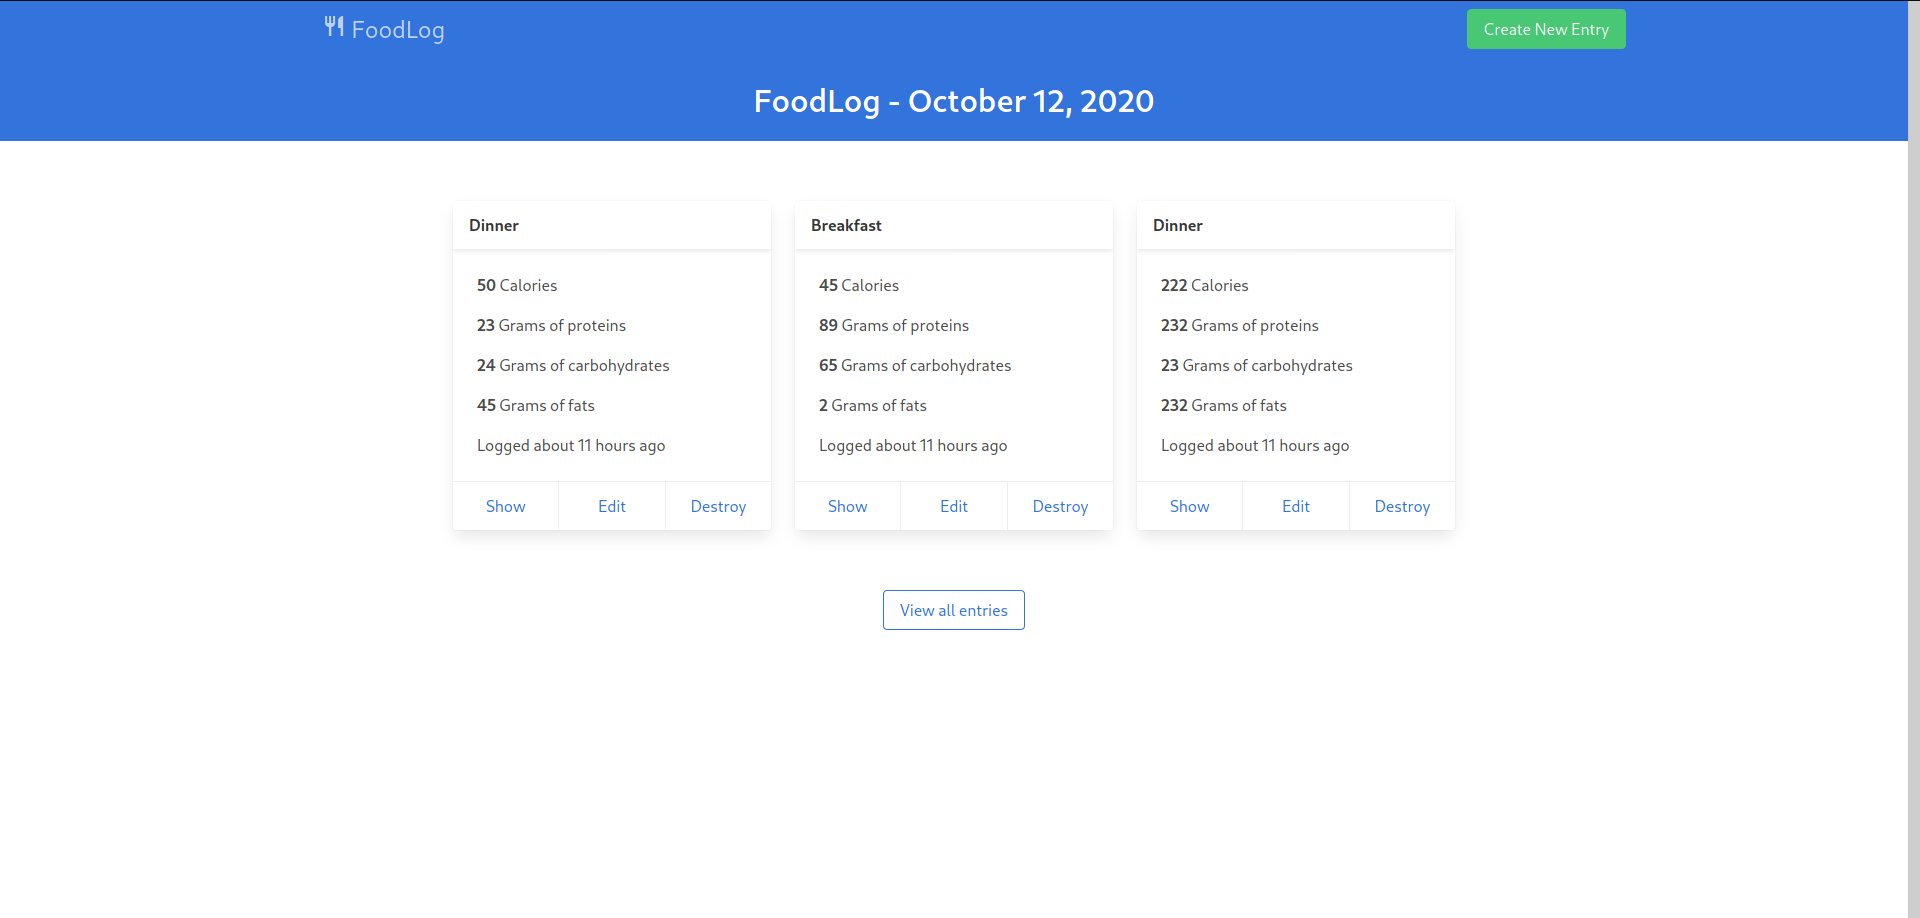 FoodLog
Create New Entry
FoodLog - October 12, 2020
Dinner
50 Calories
23 Grams of proteins
24 Grams of carbohydrates
45 Grams of fats
Logged about 11 hours ago
Show Edit Destroy
Breakfast
45 Calories
89 Grams of proteins
65 Grams of carbohydrates
2 Grams of fats
Logged about 11 hours ago
Show Edit Destroy
Dinner
222 Calories
232 Grams of proteins
23 Grams of carbohydrates
232 Grams of fats
Logged about 11 hours ago
Show Edit Destroy
View all entries